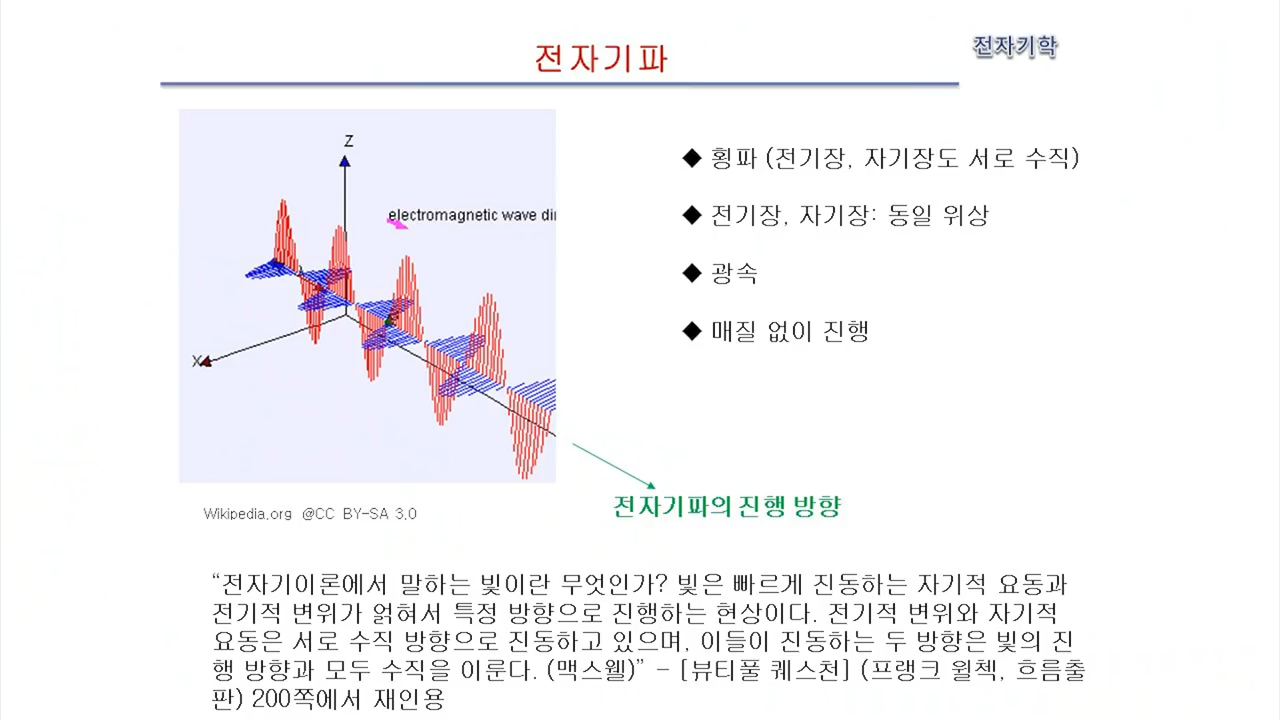 전자기파
전자기학
Z
electromagnetic wave
X
◆ 횡파 (전기장, 자기장도 서로 수직)
◆ 전기장, 자기장: 동일 위상
◆ 광속
◆ 매질 없이 진행
전자기파의 진행 방향
Wikipedia.org @CC BY-SA 3.0
“전자기이론에서 말하는 빛이란 무엇인가? 빛은 빠르게 진동하는 자기적 요동과
전기적 변위가 얽혀서 특정 방향으로 진행하는 현상이다. 전기적 변위와 자기적
요동은 서로 수직 방향으로 진동하고 있으며, 이들이 진동하는 두 방향은 빛의 진
행 방향과 모두 수직을 이룬다. (맥스웰)” - [뷰티풀 퀘스천] (프랭크 윌첵, 흐름출
판) 200쪽에서 재인용